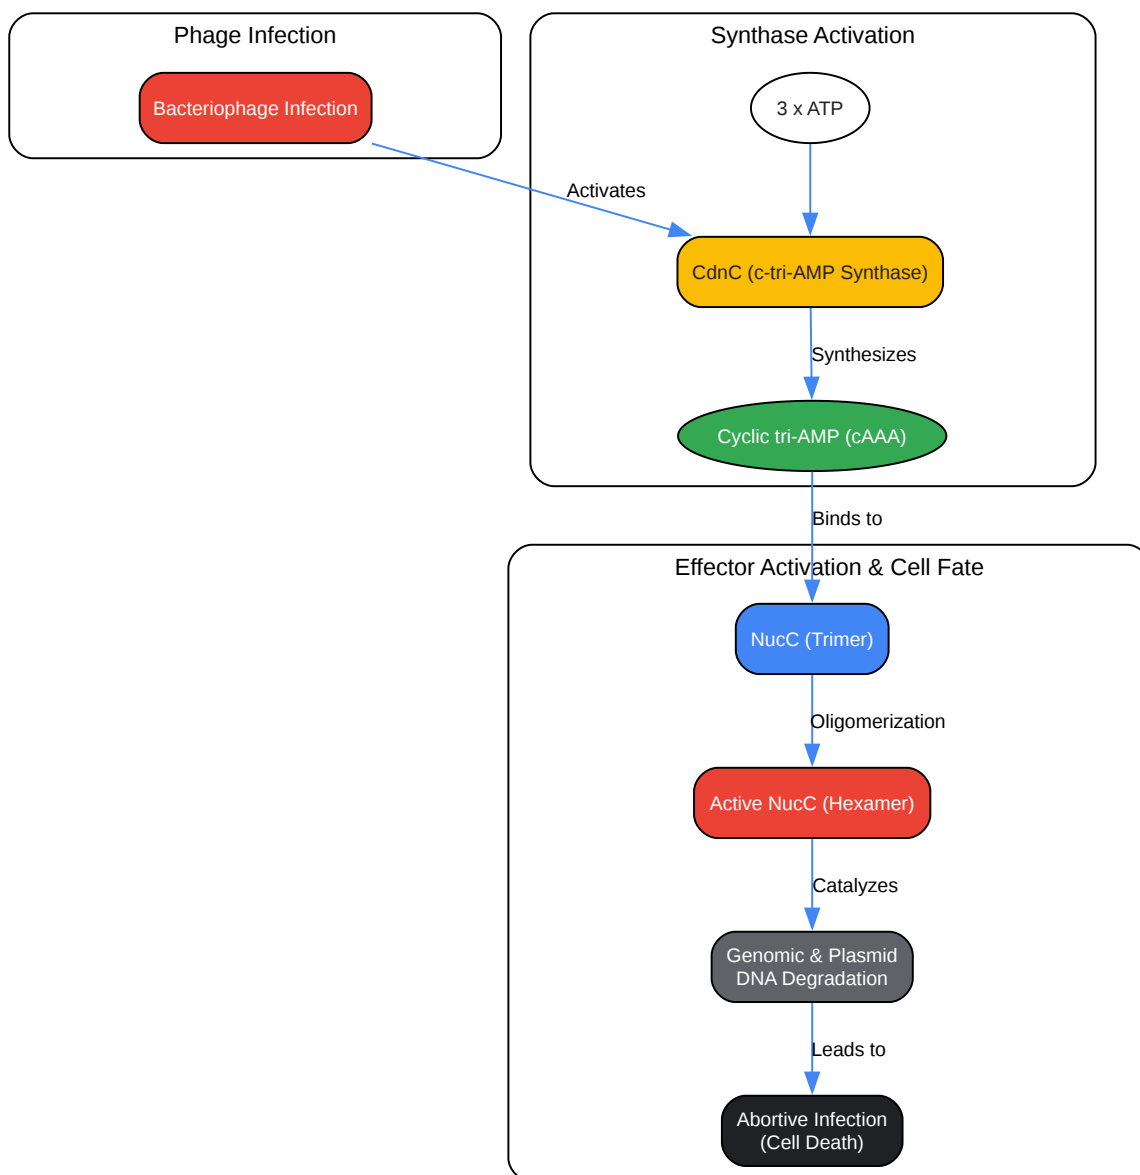 Phage Infection
Bacteriophage Infection
Synthase Activation
3 x ATP
Activates
CdnC (c-tri-AMP Synthase)
Synthesizes
Cyclic tri-AMP (cAAA)
Binds to
Effector Activation & Cell Fate
NucC (Trimer)
Oligomerization
Active NucC (Hexamer)
Catalyzes
Genomic & Plasmid
DNA Degradation
Leads to
Abortive Infection
(Cell Death)